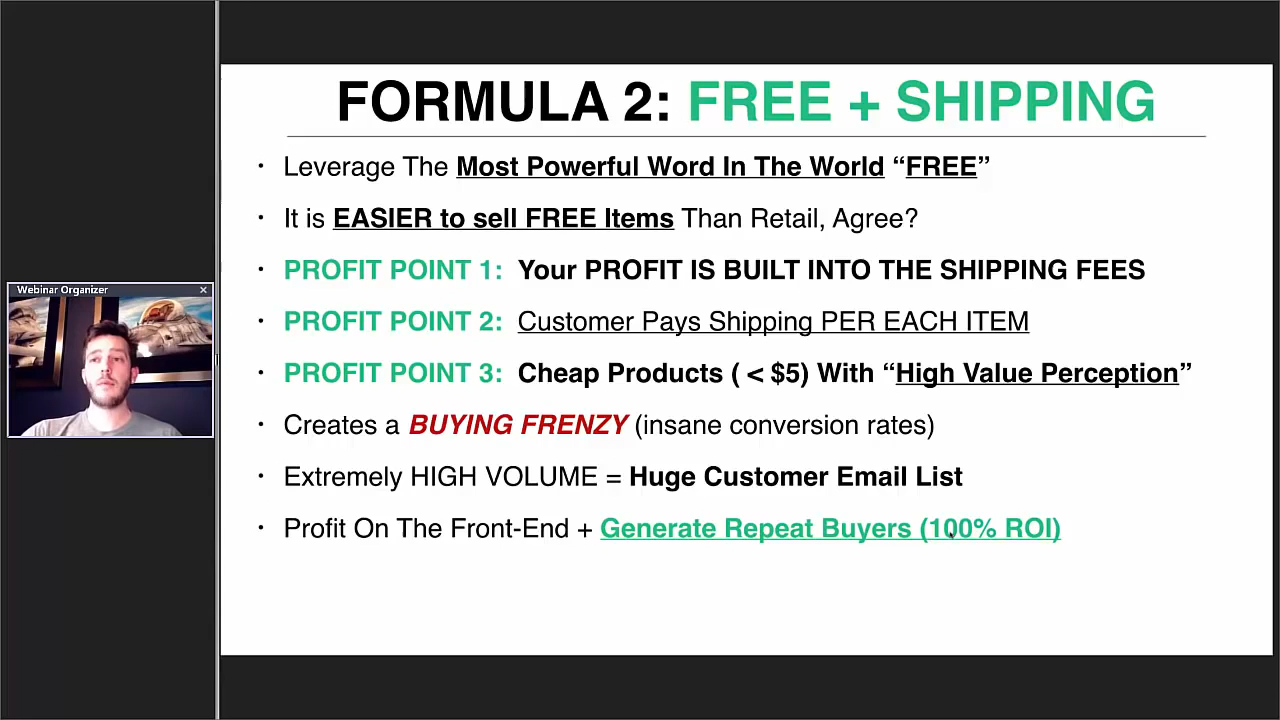 FORMULA 2: FREE + SHIPPING
· Leverage The Most Powerful Word In The World “FREE”
· It is EASIER to sell FREE Items Than Retail, Agree?
· PROFIT POINT 1: Your PROFIT IS BUILT INTO THE SHIPPING FEES
· PROFIT POINT 2: Customer Pays Shipping PER EACH ITEM
· PROFIT POINT 3: Cheap Products ( < $5) With “High Value Perception”
· Creates a BUYING FRENZY (insane conversion rates)
· Extremely HIGH VOLUME = Huge Customer Email List
· Profit On The Front-End + Generate Repeat Buyers (100% ROI)
Webinar Organizer